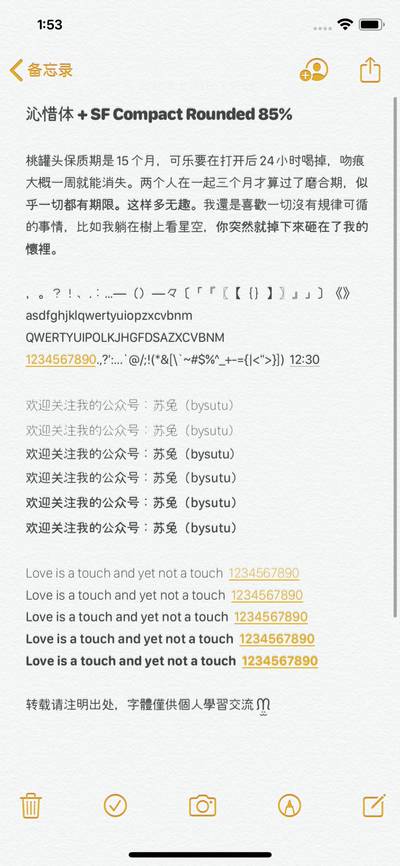 1:53
备忘录
沁惜体 + SF Compact Rounded 85%
桃罐头保质期是 15 个月，可乐要在打开后 24 小时喝掉，吻痕
大概一周就能消失。两个人在一起三个月才算过了磨合期，似
乎一切都有期限。这样多无趣。我還是喜歡一切沒有規律可循
的事情，比如我躺在樹上看星空，你突然就掉下來砸在了我的
懷裡。
，。？！、.：...—（）—々〔「『〖【｛｝】〗』」」〕《》
asdfghjklqwertyuiopzxcvbnm
QWERTYUIPOLKJHGFDSAZXCVBNM
1234567890.,?':...`@/;!(*&[\`~#$%^_+-={|<">}]) 12:30
欢迎关注我的公众号：苏兔（bysutu）
欢迎关注我的公众号：苏兔（bysutu）
欢迎关注我的公众号：苏兔（bysutu）
欢迎关注我的公众号：苏兔（bysutu）
欢迎关注我的公众号：苏兔（bysutu）
欢迎关注我的公众号：苏兔（bysutu）
Love is a touch and yet not a touch 1234567890
Love is a touch and yet not a touch 1234567890
Love is a touch and yet not a touch 1234567890
Love is a touch and yet not a touch 1234567890
Love is a touch and yet not a touch 1234567890
转载请注明出处，字體僅供個人學習交流